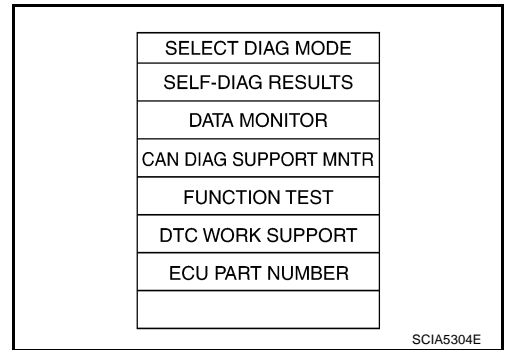 SELECT DIAG MODE
SELF-DIAG RESULTS
DATA MONITOR
CAN DIAG SUPPORT MNTR
FUNCTION TEST
DTC WORK SUPPORT
ECU PART NUMBER
SCIA5304E